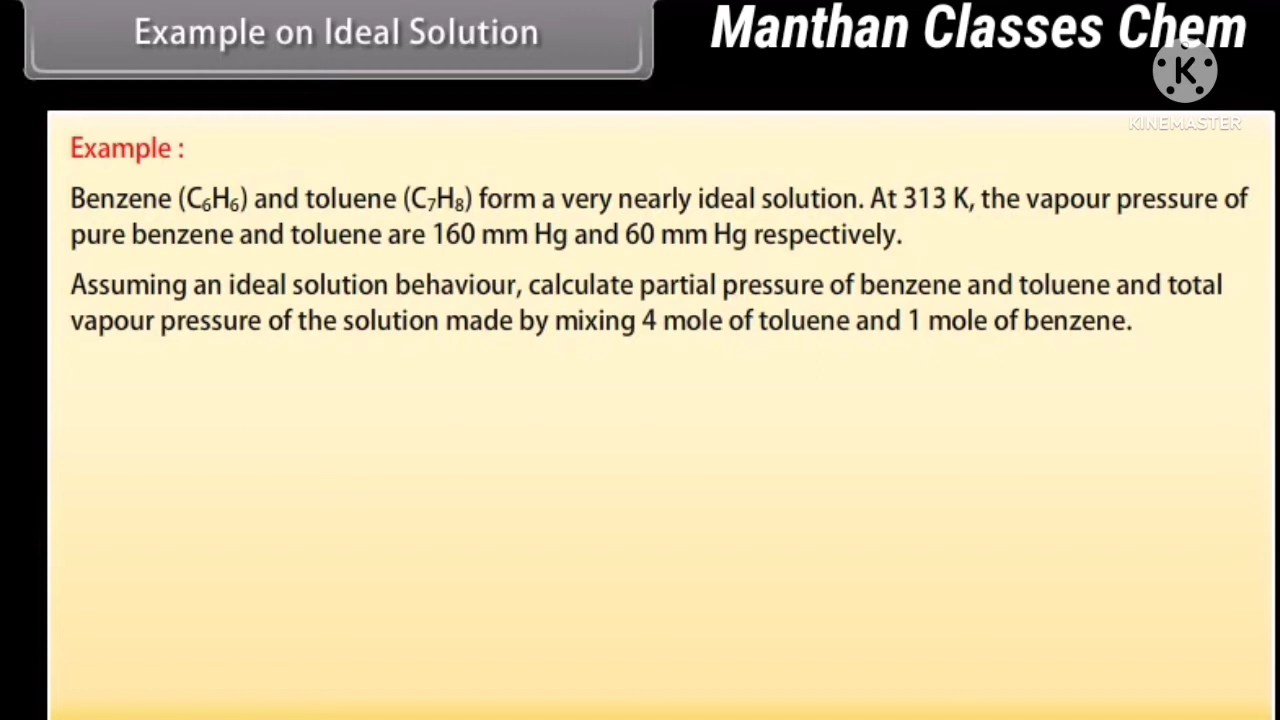 Example on Ideal Solution
Manthan Classes Chem
K
KINEMASTER
Example :
Benzene (C₆H₆) and toluene (C₇H₈) form a very nearly ideal solution. At 313 K, the vapour pressure of
pure benzene and toluene are 160 mm Hg and 60 mm Hg respectively.
Assuming an ideal solution behaviour, calculate partial pressure of benzene and toluene and total
vapour pressure of the solution made by mixing 4 mole of toluene and 1 mole of benzene.